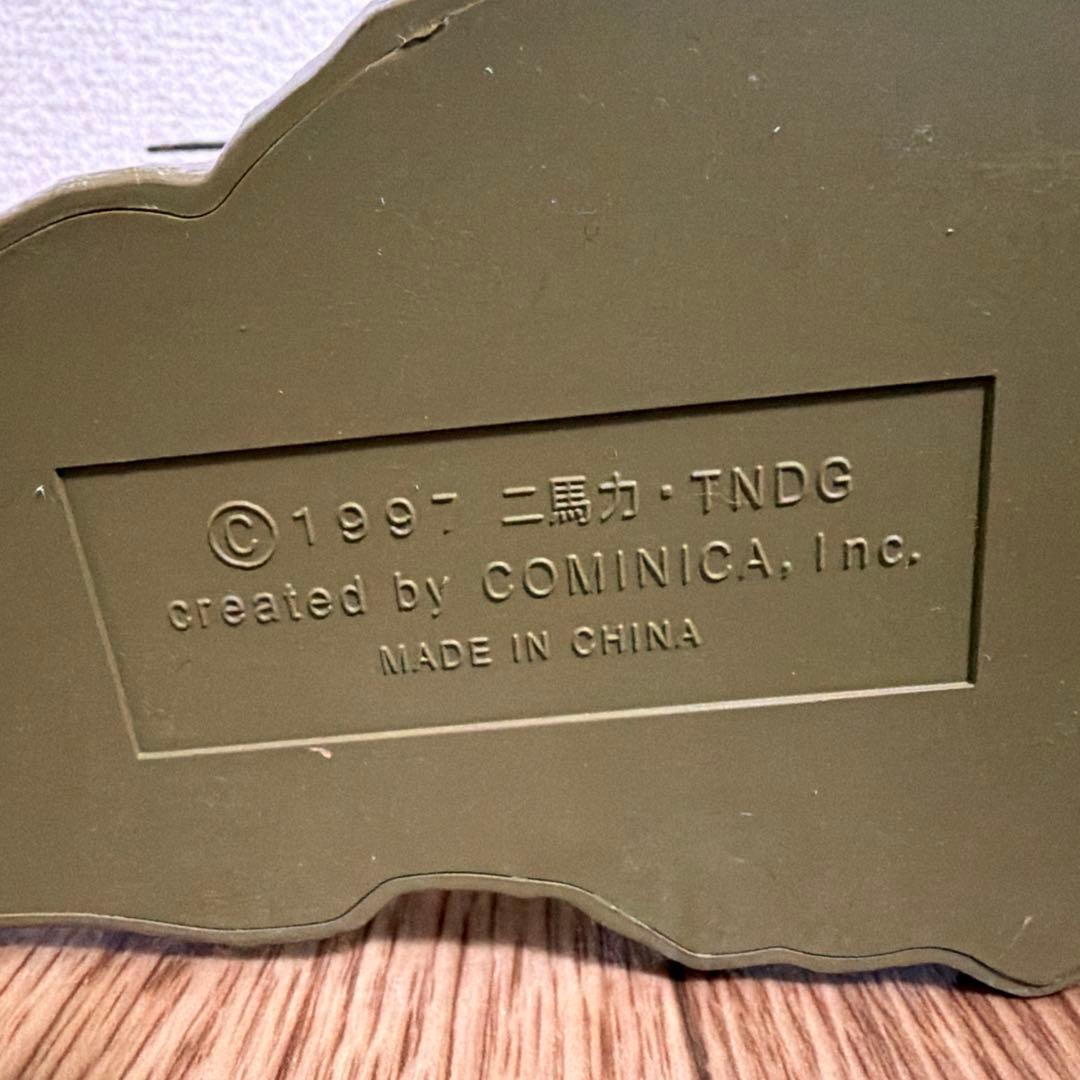 ©1997 二馬力・TNDG
created by COMINICA, Inc.
MADE IN CHINA